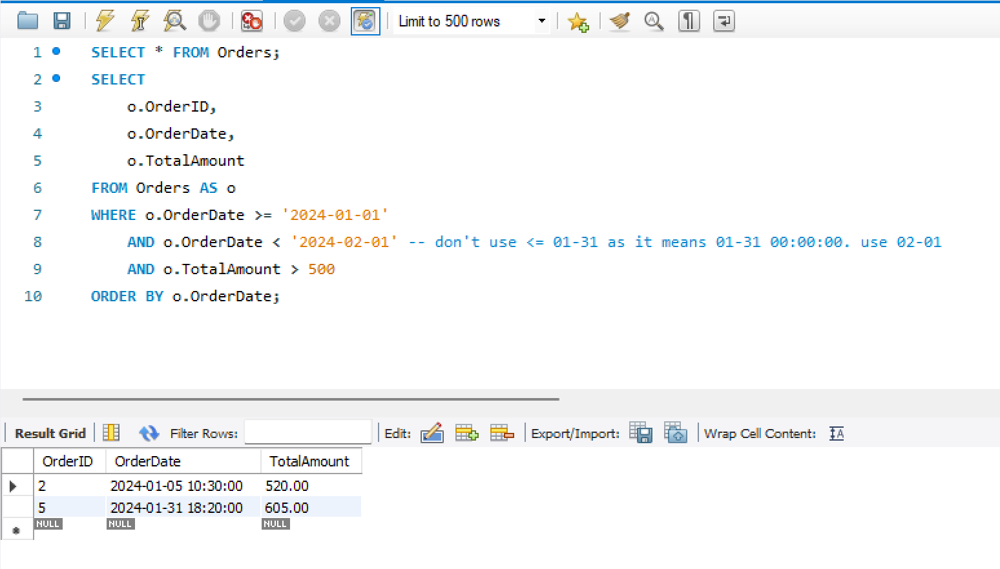 Limit to 500 rows
1 SELECT * FROM Orders;
2 SELECT
3 o.OrderID,
4 o.OrderDate,
5 o.TotalAmount
6 FROM Orders AS o
7 WHERE o.OrderDate >= '2024-01-01'
8 AND o.OrderDate < '2024-02-01' -- don't use <= 01-31 as it means 01-31 00:00:00. use 02-01
9 AND o.TotalAmount > 500
10 ORDER BY o.OrderDate;
Result Grid Filter Rows: Edit: Export/Import: Wrap Cell Content: IA
OrderID OrderDate TotalAmount
2 2024-01-05 10:30:00 520.00
5 2024-01-31 18:20:00 605.00
NULL NULL NULL